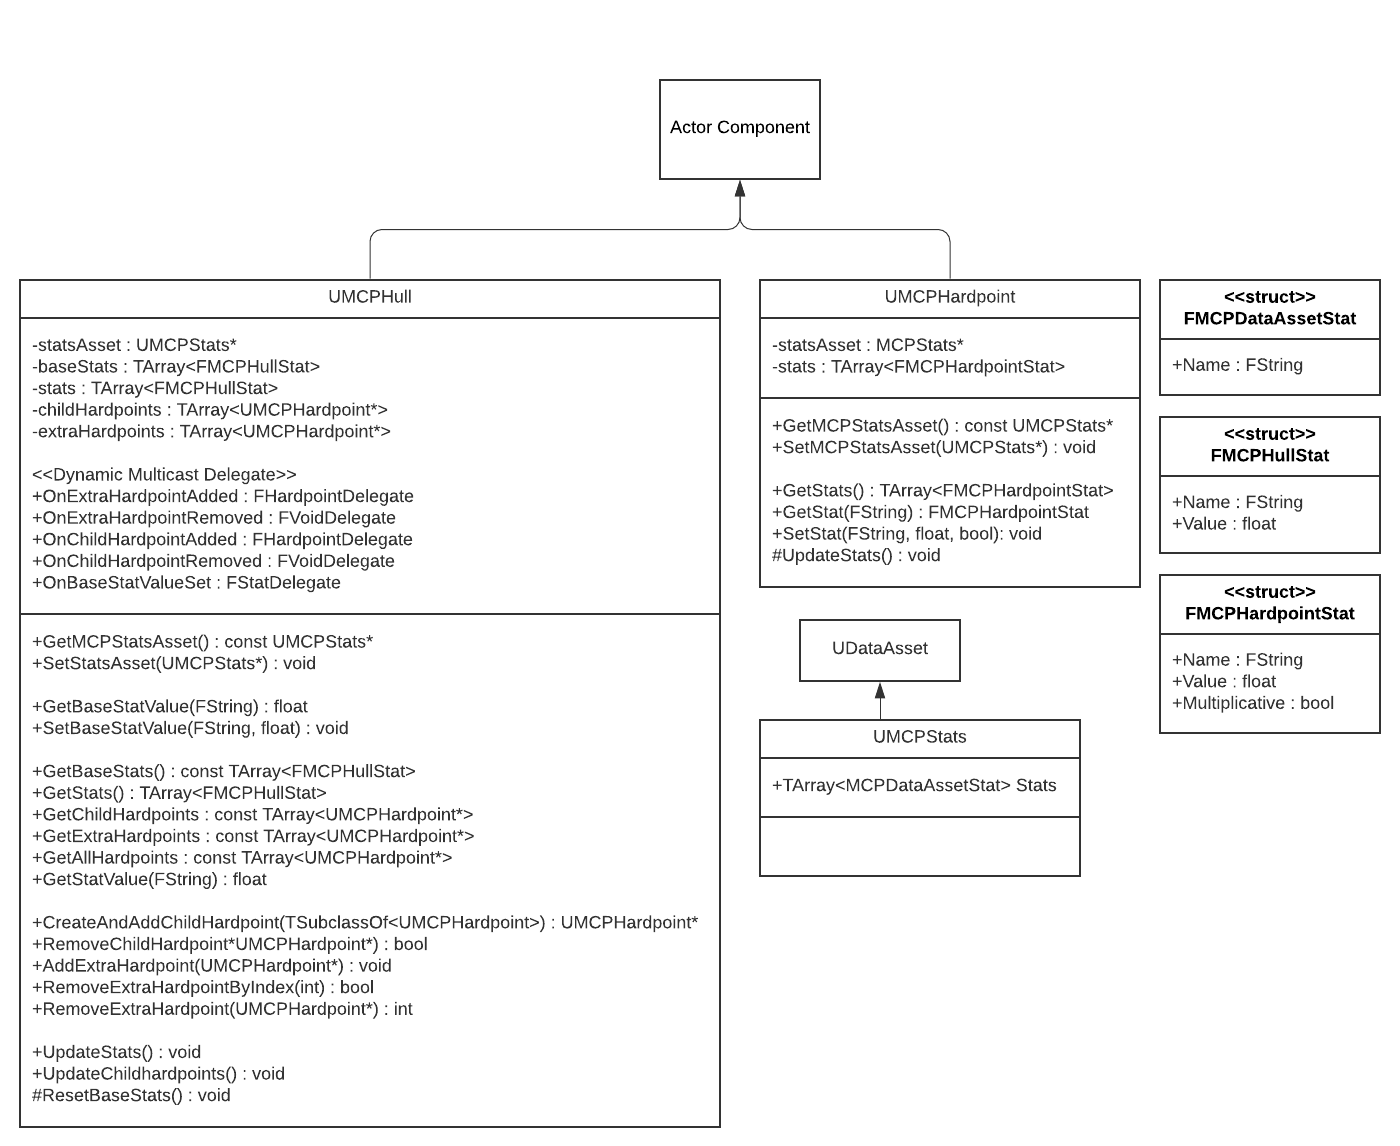 Actor Component
UMCPHull
-statsAsset : UMCPStats*
-baseStats : TArray<FMCPHullStat>
-stats : TArray<FMCPHullStat>
-childHardpoints : TArray<UMCPHardpoint*>
-extraHardpoints : TArray<UMCPHardpoint*>
<<Dynamic Multicast Delegate>>
+OnExtraHardpointAdded : FHardpointDelegate
+OnExtraHardpointRemoved : FVoidDelegate
+OnChildHardpointAdded : FHardpointDelegate
+OnChildHardpointRemoved : FVoidDelegate
+OnBaseStatValueSet : FStatDelegate
+GetMCPStatsAsset() : const UMCPStats*
+SetStatsAsset(UMCPStats*) : void
+GetBaseStatValue(FString) : float
+SetBaseStatValue(FString, float) : void
+GetBaseStats() : const TArray<FMCPHullStat>
+GetStats() : TArray<FMCPHullStat>
+GetChildHardpoints : const TArray<UMCPHardpoint*>
+GetExtraHardpoints : const TArray<UMCPHardpoint*>
+GetAllHardpoints : const TArray<UMCPHardpoint*>
+GetStatValue(FString) : float
+CreateAndAddChildHardpoint(TSubclassOf<UMCPHardpoint>) : UMCPHardpoint*
+RemoveChildHardpoint*UMCPHardpoint*) : bool
+AddExtraHardpoint(UMCPHardpoint*) : void
+RemoveExtraHardpointByIndex(int) : bool
+RemoveExtraHardpoint(UMCPHardpoint*) : int
+UpdateStats() : void
+UpdateChildhardpoints() : void
#ResetBaseStats() : void
UMCPHardpoint
-statsAsset : MCPStats*
-stats : TArray<FMCPHardpointStat>
+GetMCPStatsAsset() : const UMCPStats*
+SetMCPStatsAsset(UMCPStats*) : void
+GetStats() : TArray<FMCPHardpointStat>
+GetStat(FString) : FMCPHardpointStat
+SetStat(FString, float, bool): void
#UpdateStats() : void
UDataAsset
UMCPStats
+TArray<MCPDataAssetStat> Stats
<<struct>>
FMCPDataAssetStat
+Name : FString
<<struct>>
FMCPHullStat
+Name : FString
+Value : float
<<struct>>
FMCPHardpointStat
+Name : FString
+Value : float
+Multiplicative : bool